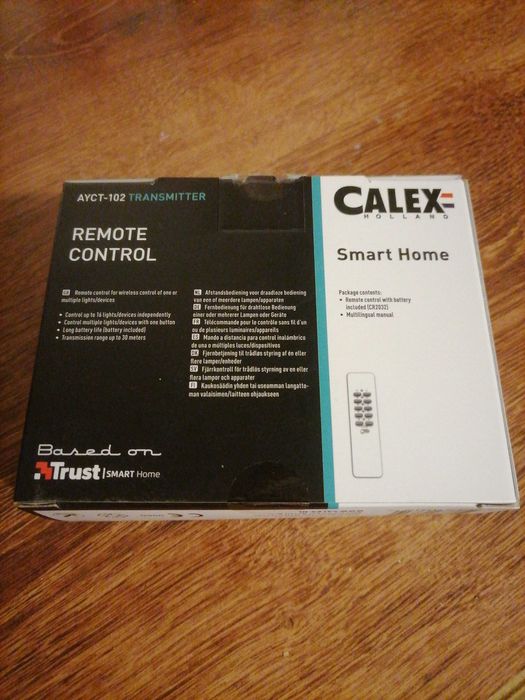 AYCT-102 TRANSMITTER
REMOTE
CONTROL
GB Remote control for wireless control of one or
multiple lights/devices
• Control up to 16 lights/devices independently
• Control multiple lights/devices with one button
• Long battery life (battery included)
• Transmission range up to 30 meters
NL Afstandsbediening voor draadloze bediening
van een of meerdere lampen/apparaten
DE Fernbedienung für drahtlose Bedienung
einer oder mehrerer Lampen oder Geräte
FR Télécommande pour le contrôle sans fil d'un
ou de plusieurs luminaires/appareils
ES Mando a distancia para control inalámbrico
de una o múltiples luces/dispositivos
DK Fjernbetjening til trådløs styring af én eller
flere lamper/enheder
SV Fjärrkontroll för trådlös styrning av en eller
flera lampor och apparater
FI Kaukosäädin yhden tai useamman langatto-
man valaisimen/laitteen ohjaukseen
Based on
Trust SMART Home
CALEX
HOLLAND
Smart Home
Package contents:
• Remote control with battery
included (CR2032)
• Multilingual manual